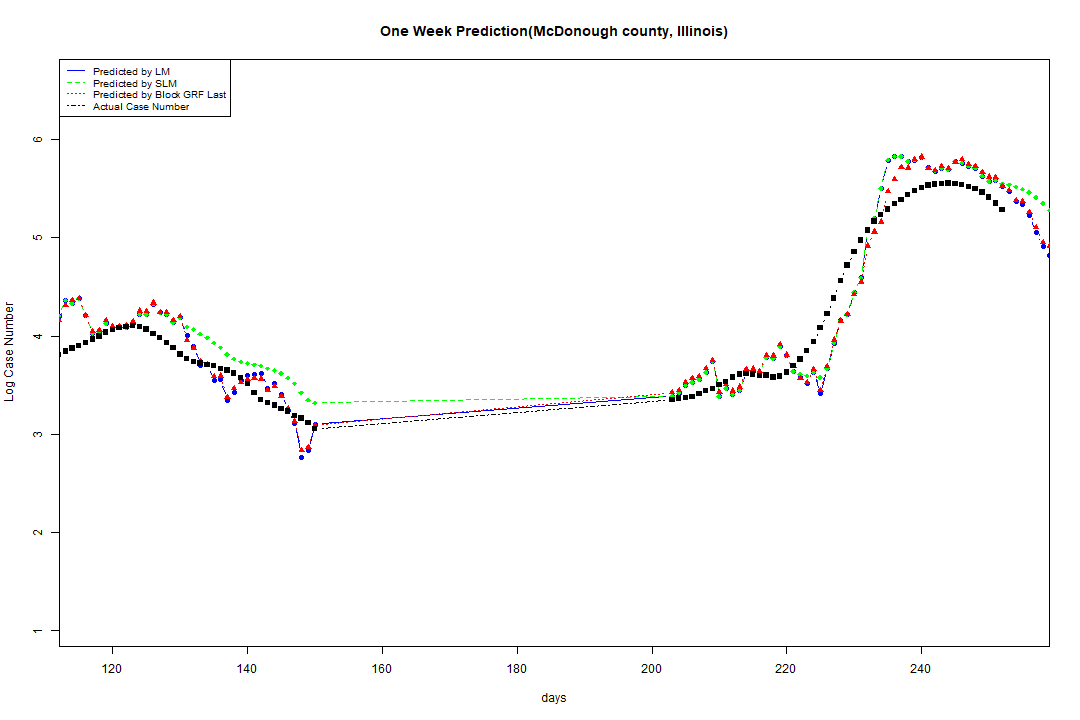 One Week Prediction(McDonough county, Illinois)
Predicted by LM
Predicted by SLM
Predicted by Block GRF Last
Actual Case Number
6
5
4
3
2
1
Log Case Number
120 140 160 180 200 220 240
days